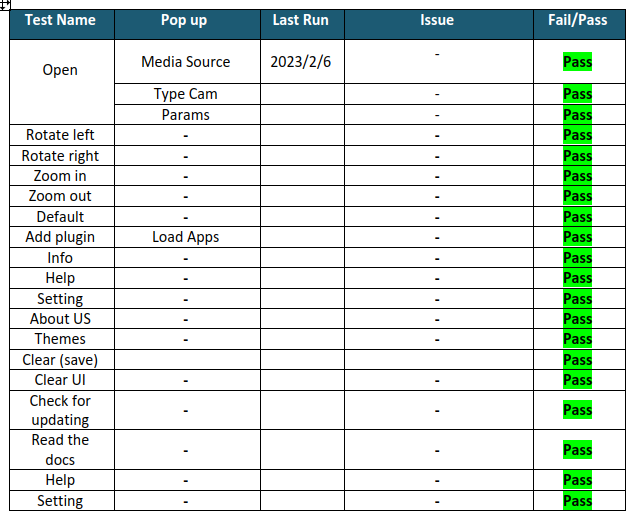 Test Name Pop up Last Run Issue Fail/Pass
Open Media Source 2023/2/6 - Pass
Type Cam - Pass
Params - Pass
Rotate left - - Pass
Rotate right - - Pass
Zoom in - - Pass
Zoom out - - Pass
Default - - Pass
Add plugin Load Apps - Pass
Info - - Pass
Help - - Pass
Setting - - Pass
About US - - Pass
Themes - - Pass
Clear (save) Pass
Clear UI - - Pass
Check for
updating - - Pass
Read the
docs - - Pass
Help - - Pass
Setting - - Pass